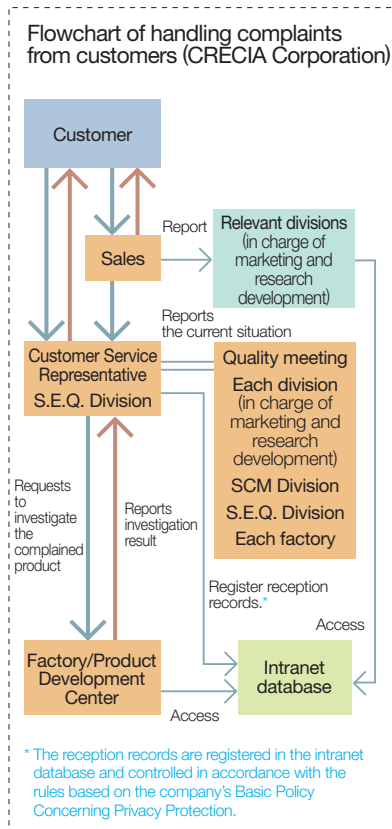 Flowchart of handling complaints
from customers (CRECIA Corporation)
Customer
Sales
Report
Relevant divisions
(in charge of
marketing and
research
development)
Reports
the current situation
Customer Service
Representative
S.E.Q. Division
Quality meeting
Each division
(in charge of
marketing and
research
development)
SCM Division
S.E.Q. Division
Each factory
Requests
to
investigate
the
complained
product
Reports
investigation
result
Register reception
records.*
Access
Factory/Product
Development
Center
Access
Intranet
database
* The reception records are registered in the intranet
database and controlled in accordance with the
rules based on the company's Basic Policy
Concerning Privacy Protection.